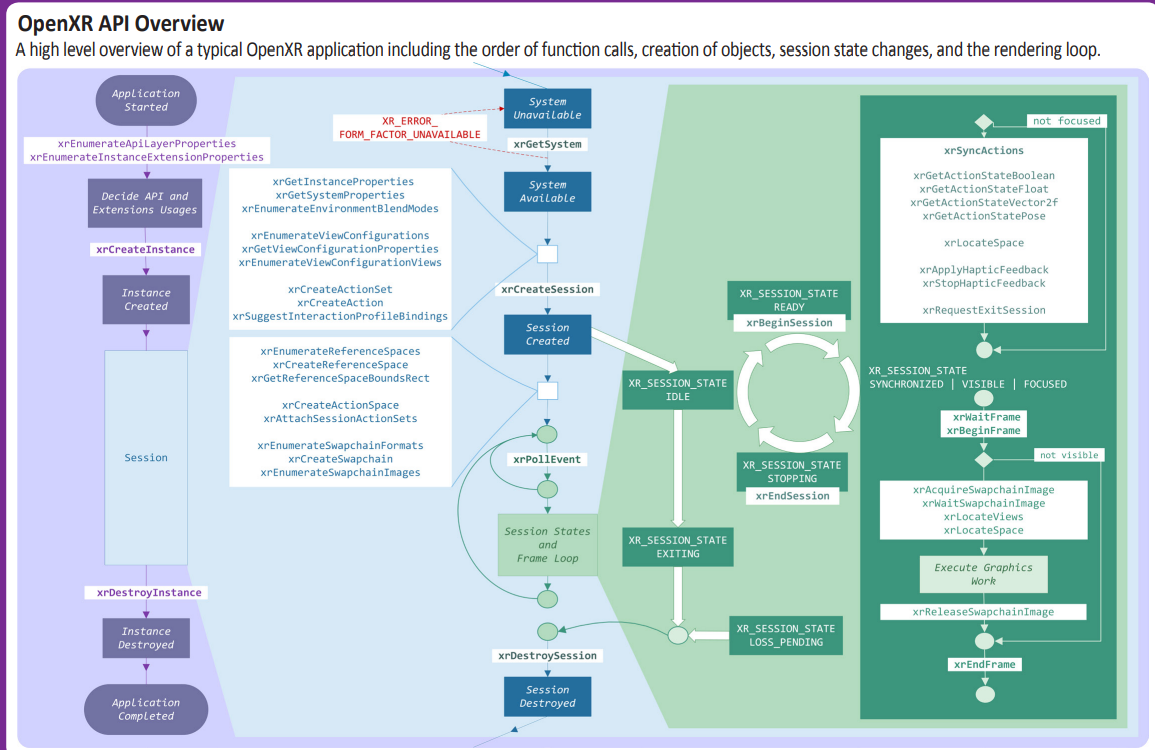 OpenXR API Overview
A high level overview of a typical OpenXR application including the order of function calls, creation of objects, session state changes, and the rendering loop.
Application
Started
xrEnumerateApiLayerProperties
xrEnumerateInstanceExtensionProperties
Decide API and
Extensions Usages
xrCreateInstance
Instance
Created
Session
xrDestroyInstance
Instance
Destroyed
Application
Completed
System
Unavailable
XR_ERROR_
FORM_FACTOR_UNAVAILABLE
xrGetSystem
System
Available
xrGetInstanceProperties
xrGetSystemProperties
xrEnumerateEnvironmentBlendModes
xrEnumerateViewConfigurations
xrGetViewConfigurationProperties
xrEnumerateViewConfigurationViews
xrCreateActionSet
xrCreateAction
xrSuggestInteractionProfileBindings
xrCreateSession
Session
Created
xrEnumerateReferenceSpaces
xrCreateReferenceSpace
xrGetReferenceSpaceBoundsRect
xrCreateActionSpace
xrAttachSessionActionSets
xrEnumerateSwapchainFormats
xrCreateSwapchain
xrEnumerateSwapchainImages
xrPollEvent
Session States
and
Frame Loop
xrDestroySession
Session
Destroyed
XR_SESSION_STATE
IDLE
XR_SESSION_STATE
READY
xrBeginSession
XR_SESSION_STATE
STOPPING
xrEndSession
XR_SESSION_STATE
EXITING
XR_SESSION_STATE
LOSS_PENDING
not focused
xrSyncActions
xrGetActionStateBoolean
xrGetActionStateFloat
xrGetActionStateVector2f
xrGetActionStatePose
xrLocateSpace
xrApplyHapticFeedback
xrStopHapticFeedback
xrRequestExitSession
XR_SESSION_STATE
SYNCHRONIZED | VISIBLE | FOCUSED
xrWaitFrame
xrBeginFrame
not visible
xrAcquireSwapchainImage
xrWaitSwapchainImage
xrLocateViews
xrLocateSpace
Execute Graphics
Work
xrReleaseSwapchainImage
xrEndFrame